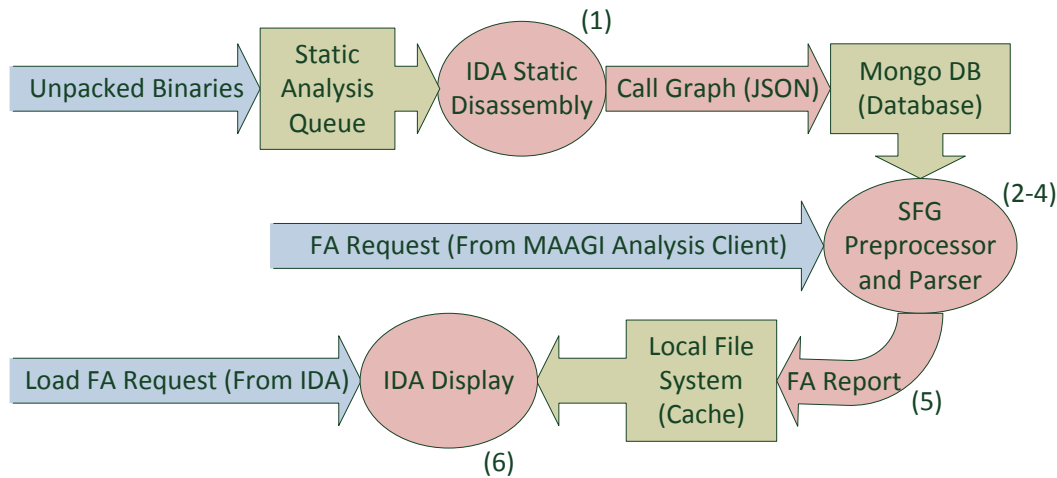 (1)
Unpacked Binaries
Static
Analysis
Queue
IDA Static
Disassembly
Call Graph (JSON)
Mongo DB
(Database)
(2-4)
FA Request (From MAAGI Analysis Client)
SFG
Preprocessor
and Parser
Load FA Request (From IDA)
IDA Display
Local File
System
(Cache)
FA Report
(5)
(6)